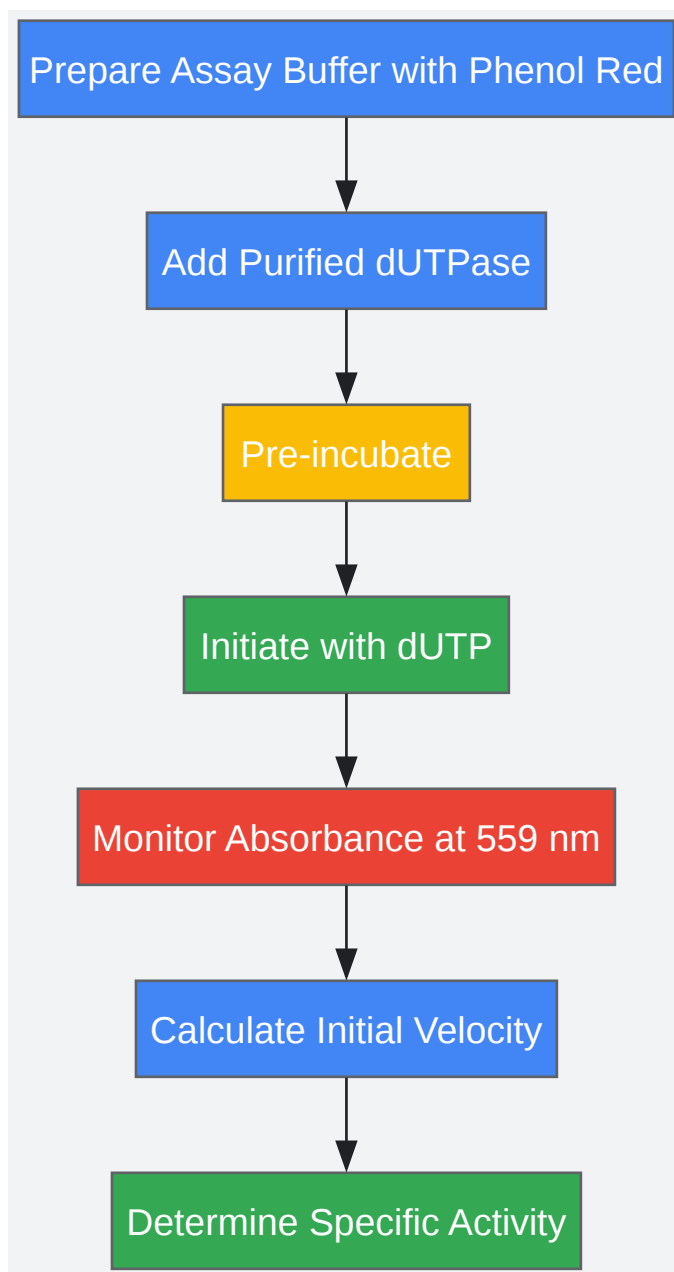 Prepare Assay Buffer with Phenol Red
Add Purified dUTPase
Pre-incubate
Initiate with dUTP
Monitor Absorbance at 559 nm
Calculate Initial Velocity
Determine Specific Activity